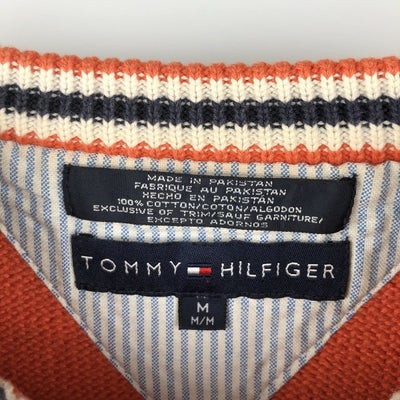 MADE IN PAKISTAN
FABRIQUE AU PAKISTAN
HECHO EN PAKISTAN
100% COTTON/COTON/ALGODON
EXCLUSIVE OF TRIM/SAUF GARNITURE/
EXCEPTO ADORNOS
TOMMY HILFIGER
M
M/M